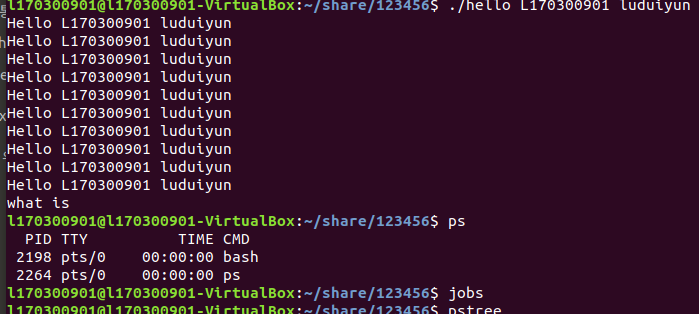 l170300901@l170300901-VirtualBox:~/share/123456$ ./hello L170300901 luduiyun
Hello L170300901 luduiyun
Hello L170300901 luduiyun
Hello L170300901 luduiyun
Hello L170300901 luduiyun
Hello L170300901 luduiyun
Hello L170300901 luduiyun
Hello L170300901 luduiyun
Hello L170300901 luduiyun
Hello L170300901 luduiyun
Hello L170300901 luduiyun
what is
l170300901@l170300901-VirtualBox:~/share/123456$ ps
PID TTY TIME CMD
2198 pts/0 00:00:00 bash
2264 pts/0 00:00:00 ps
l170300901@l170300901-VirtualBox:~/share/123456$ jobs
l170300901@l170300901-VirtualBox:~/share/123456$ pstree